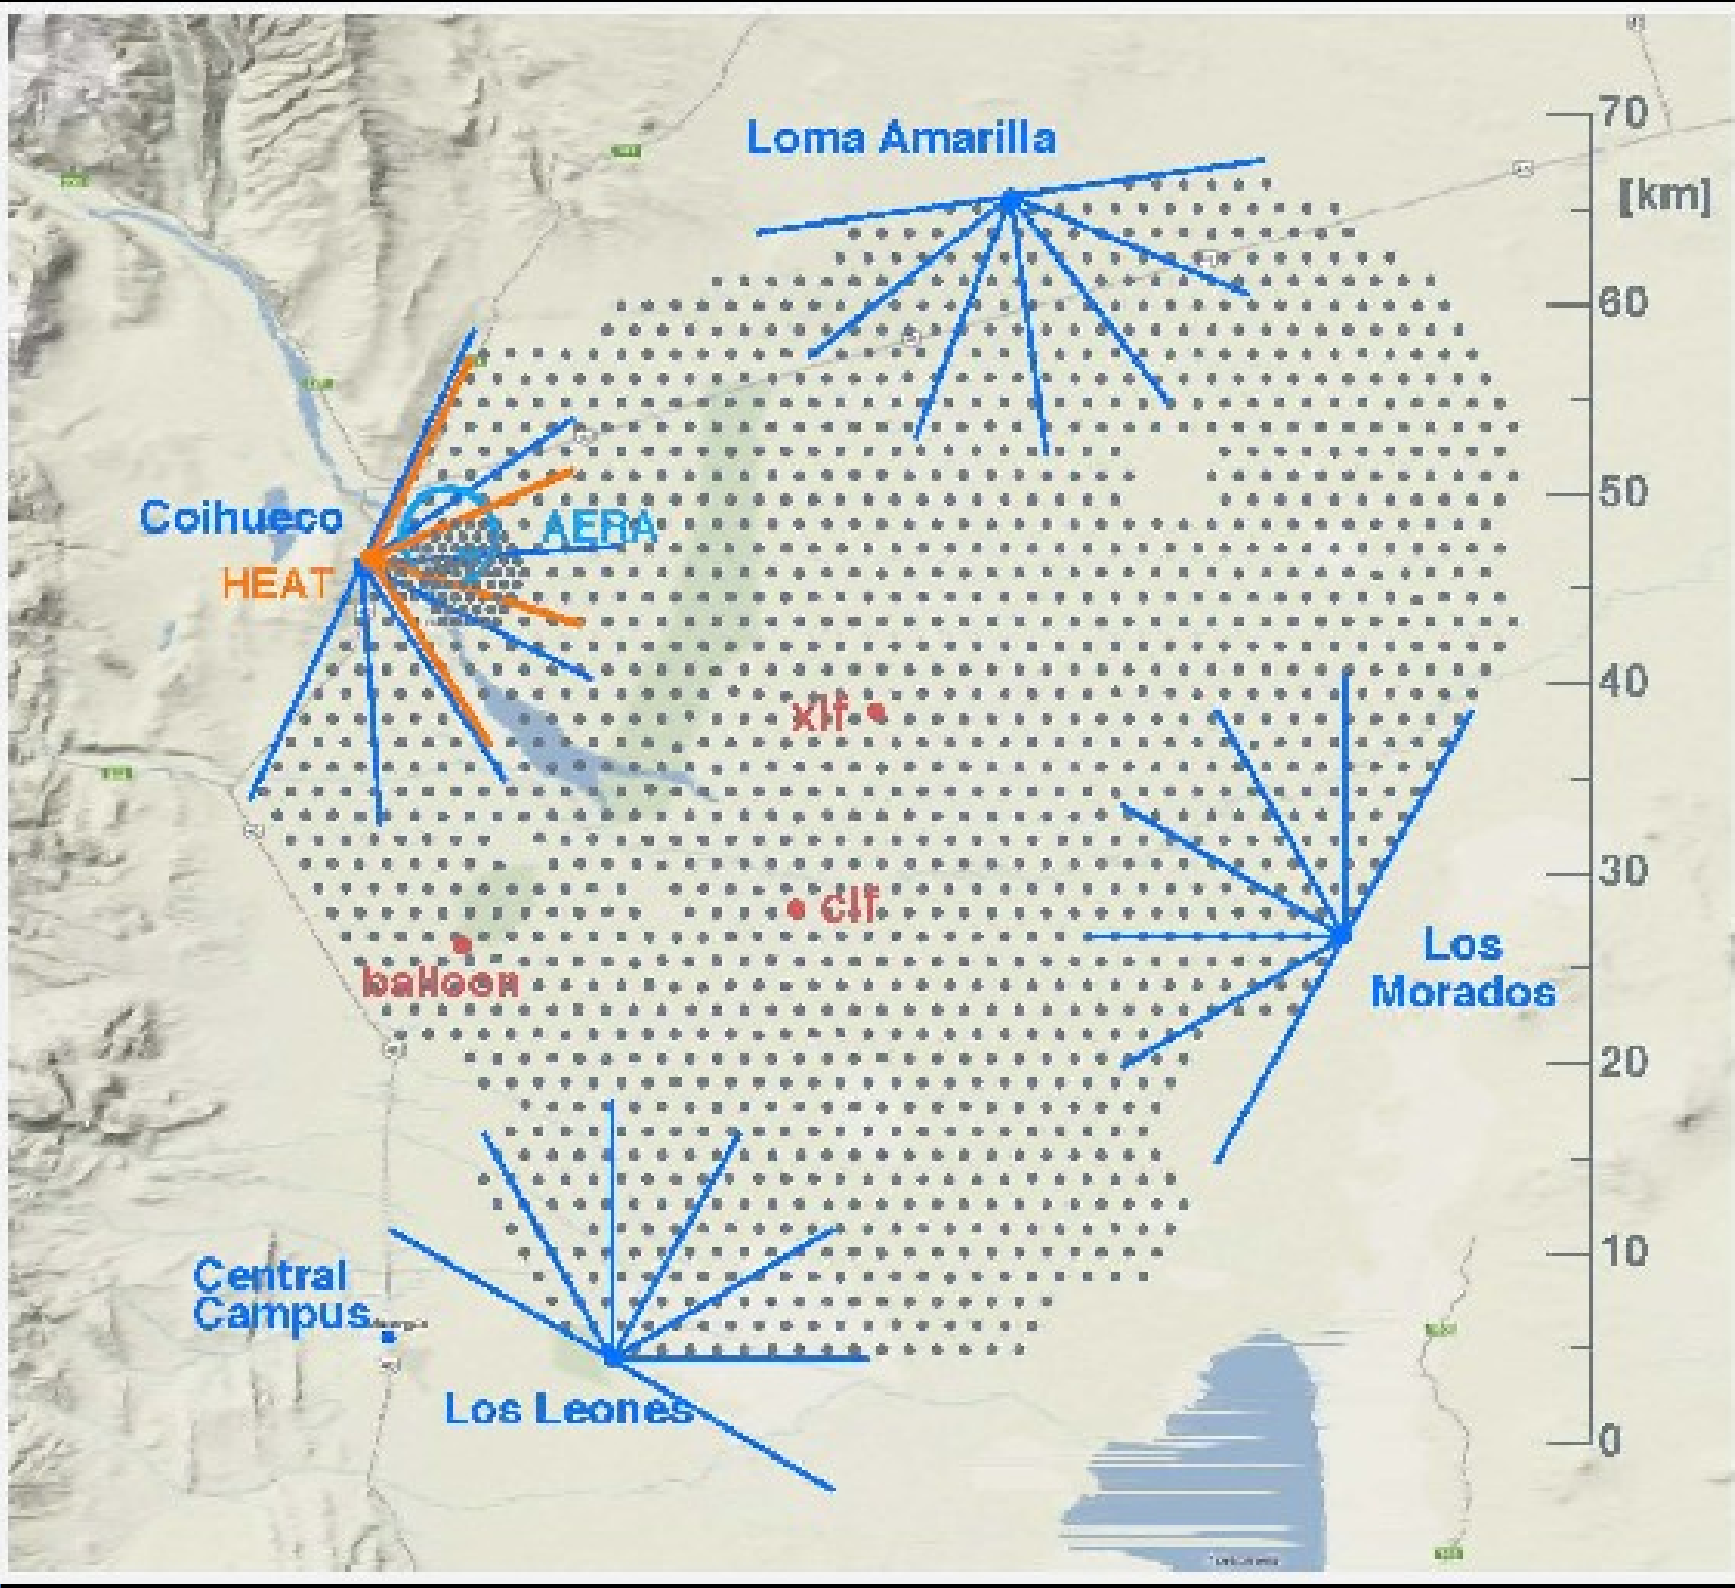 Loma Amarilla
70
[km]
60
50
Coihueco
AERA
HEAT
40
xlf
30
clf
Los
Morados
balloon
20
10
Central
Campus
Los Leones
0